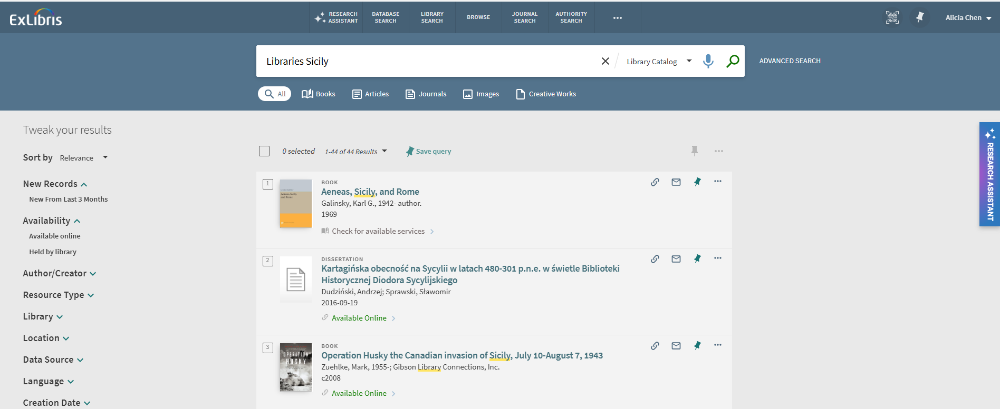 ExLibris
RESEARCH
ASSISTANT
DATABASE
SEARCH
LIBRARY
SEARCH
BROWSE
JOURNAL
SEARCH
AUTHORITY
SEARCH
Alicia Chen
Libraries Sicily
Library Catalog
ADVANCED SEARCH
All
Books
Articles
Journals
Images
Creative Works
Tweak your results
Sort by Relevance
New Records
New From Last 3 Months
Availability
Available online
Held by library
Author/Creator
Resource Type
Library
Location
Data Source
Language
Creation Date
0 selected 1-44 of 44 Results Save query
1
BOOK
Aeneas, Sicily, and Rome
Galinsky, Karl G., 1942- author.
1969
Check for available services
Aeneas, Sicily,
and Rome
2
DISSERTATION
Kartagińska obecność na Sycylii w latach 480-301 p.n.e. w świetle Biblioteki
Historycznej Diodora Sycylijskiego
Dudziński, Andrzej; Sprawski, Sławomir
2016-09-19
Available Online
3
BOOK
Operation Husky the Canadian invasion of Sicily, July 10-August 7, 1943
Zuehlke, Mark, 1955-; Gibson Library Connections, Inc.
c2008
Available Online
OPERATION
HUSKY
RESEARCH ASSISTANT